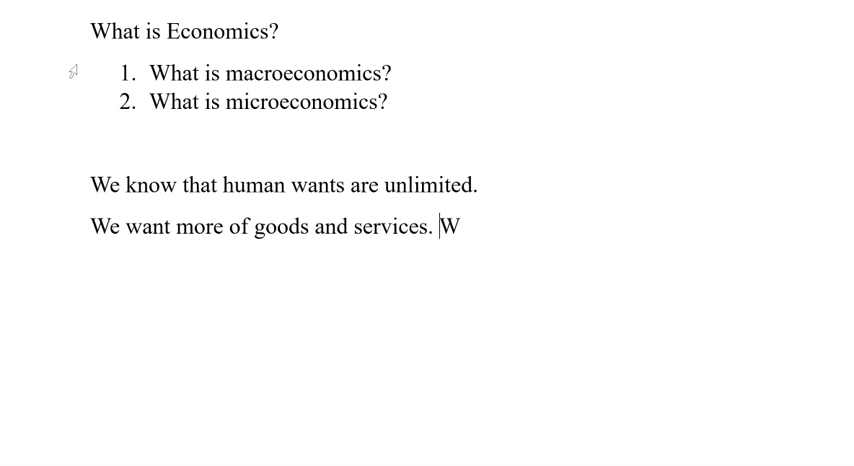 What is Economics?
1. What is macroeconomics?
2. What is microeconomics?
We know that human wants are unlimited.
We want more of goods and services. W